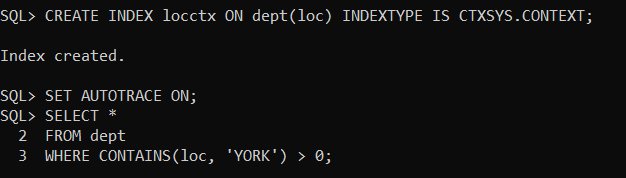 SQL> CREATE INDEX locctx ON dept(loc) INDEXTYPE IS CTXSYS.CONTEXT;
Index created.
SQL> SET AUTOTRACE ON;
SQL> SELECT *
  2  FROM dept
  3  WHERE CONTAINS(loc, 'YORK') > 0;